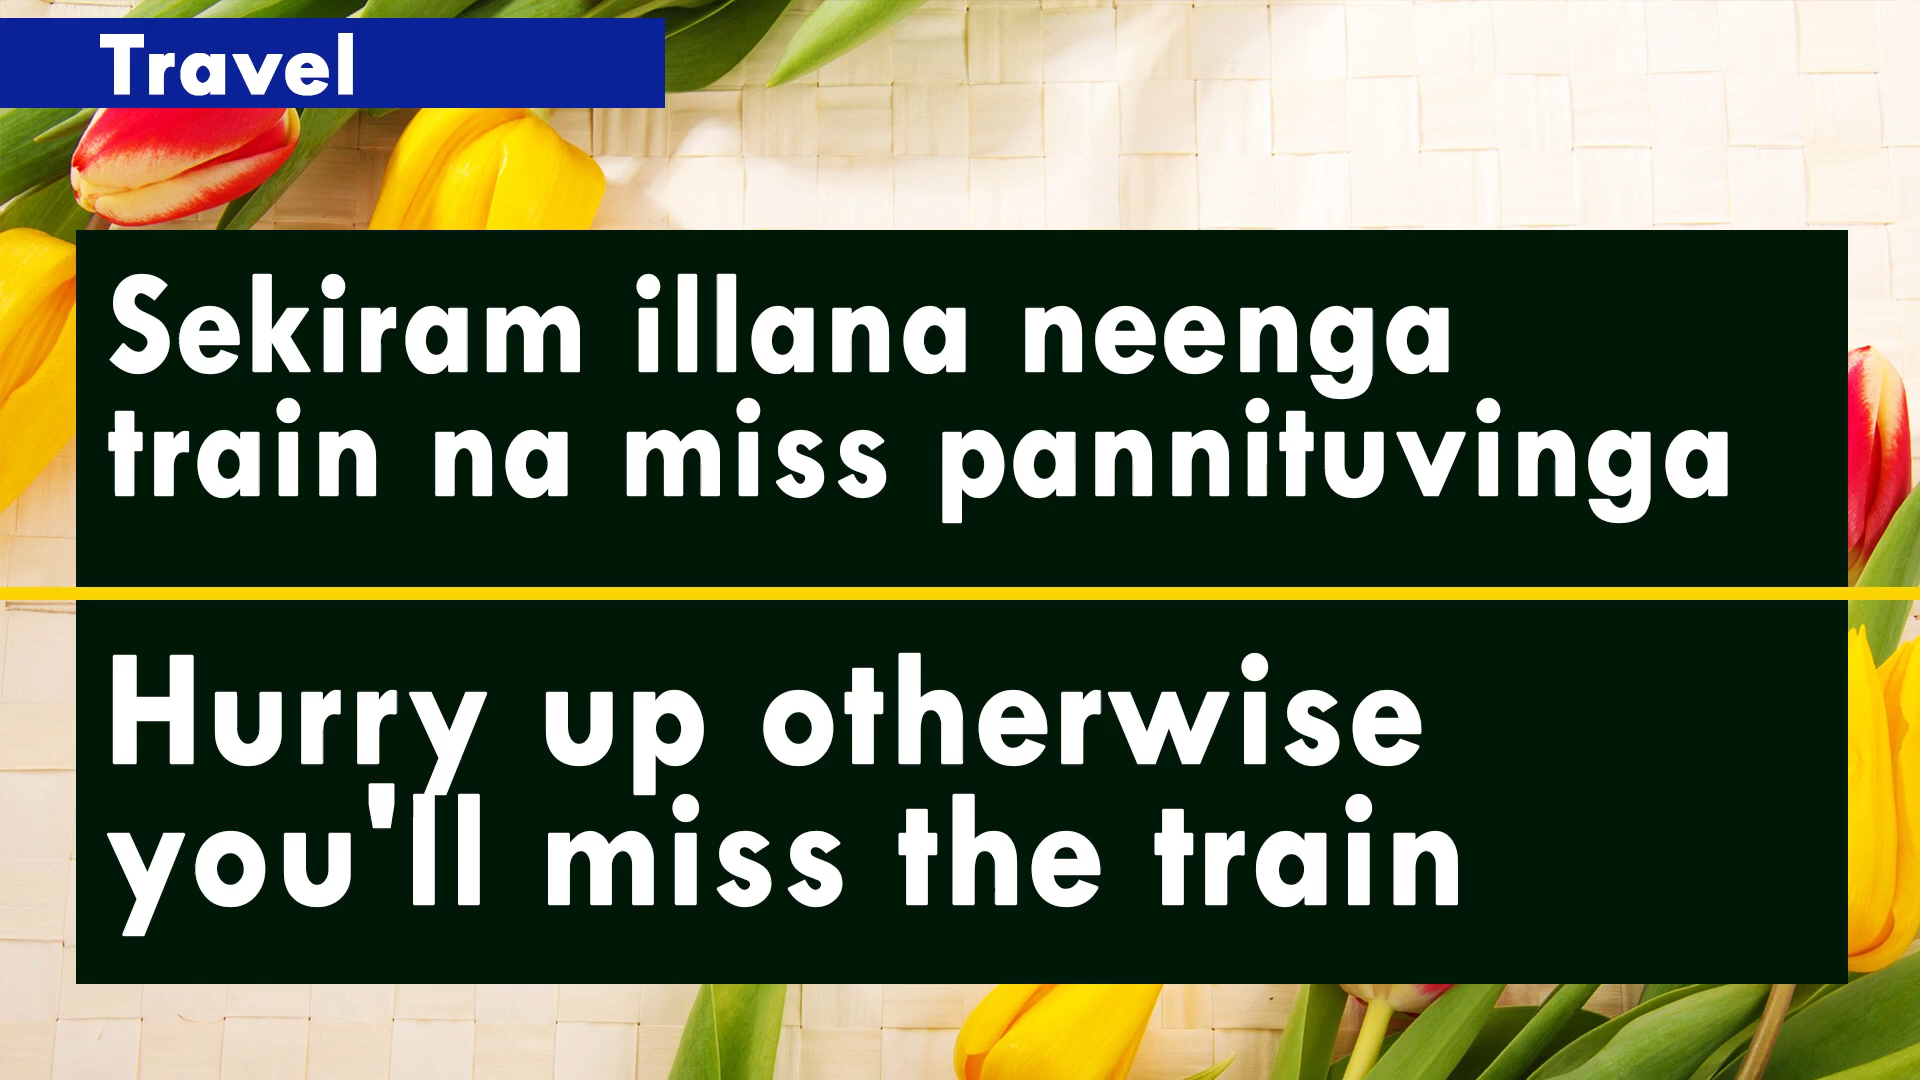 Travel
Sekiram illana neenga
train na miss pannituvinga
Hurry up otherwise
you'll miss the train